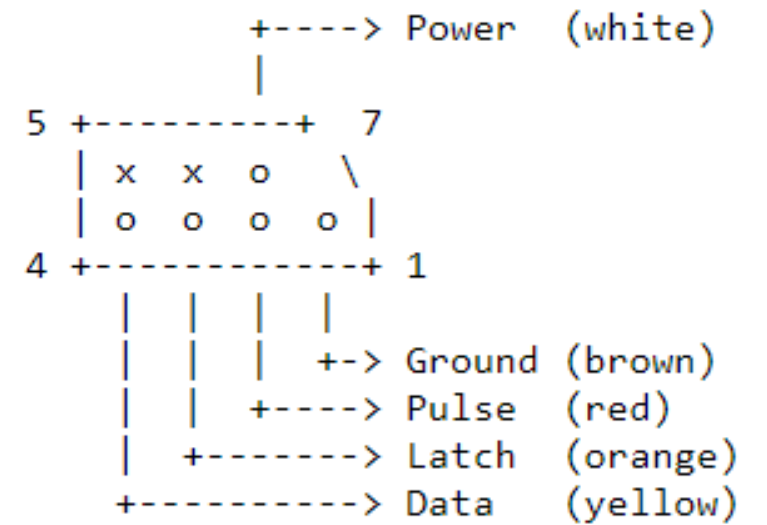 +----> Power  (white)
              |
5 +---------+  7
  | x  x  o   \
  | o  o  o  o |
4 +------------+ 1
    |  |  |  |
    |  |  |  +-> Ground (brown)
    |  |  +----> Pulse  (red)
    |  +-------> Latch  (orange)
    +----------> Data   (yellow)